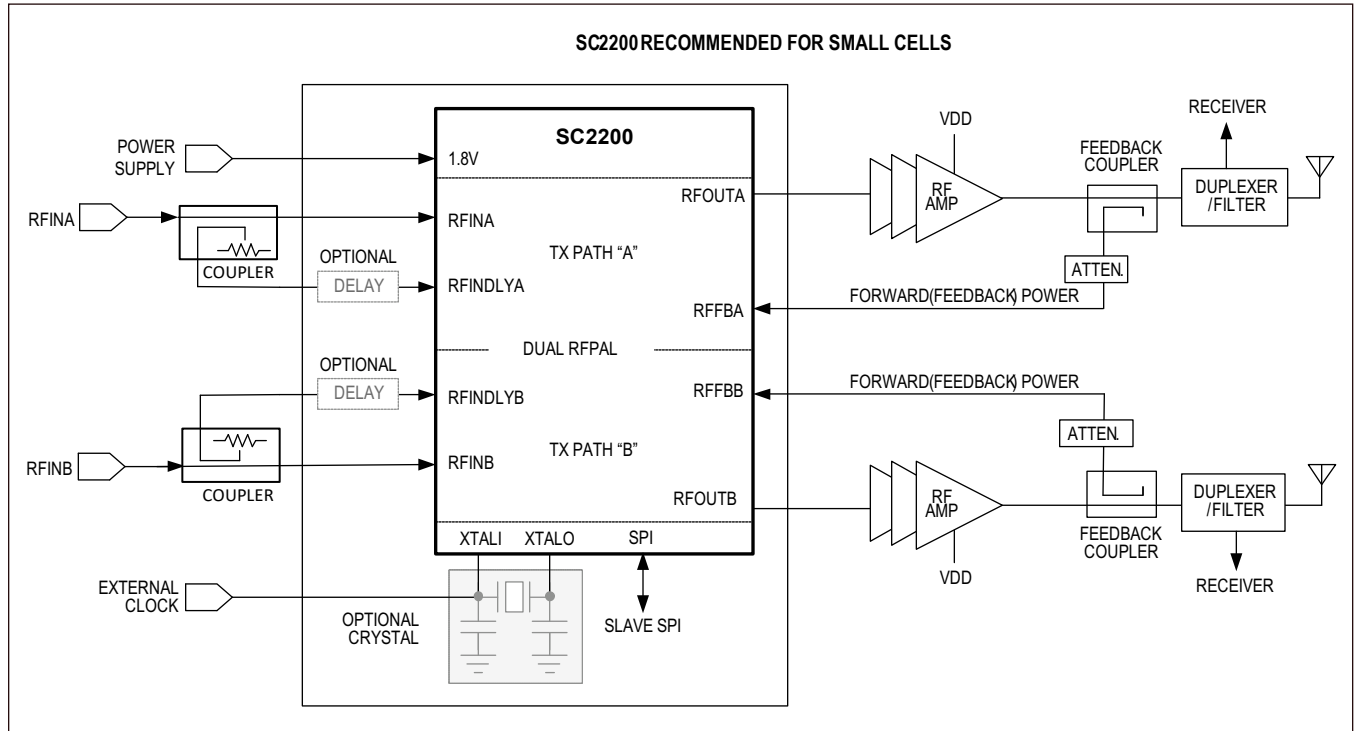 SC2200 RECOMMENDED FOR SMALL CELLS
POWER
SUPPLY
RFINA
COUPLER
OPTIONAL
DELAY
OPTIONAL
DELAY
RFINB
COUPLER
EXTERNAL
CLOCK
OPTIONAL
CRYSTAL
SC2200
1.8V
RFINA
RFOUTA
TX PATH “A”
RFINDLYA
RFFBA
DUAL RFPAL
RFINDLYB
RFFBB
TX PATH “B”
RFINB
RFOUTB
XTALI
XTALO
SPI
SLAVE SPI
VDD
RF
AMP
FEEDBACK
COUPLER
RECEIVER
DUPLEXER
/FILTER
ATTEN.
FORWARD(FEEDBACK) POWER
FORWARD(FEEDBACK) POWER
ATTEN.
RF
AMP
VDD
FEEDBACK
COUPLER
DUPLEXER
/FILTER
RECEIVER